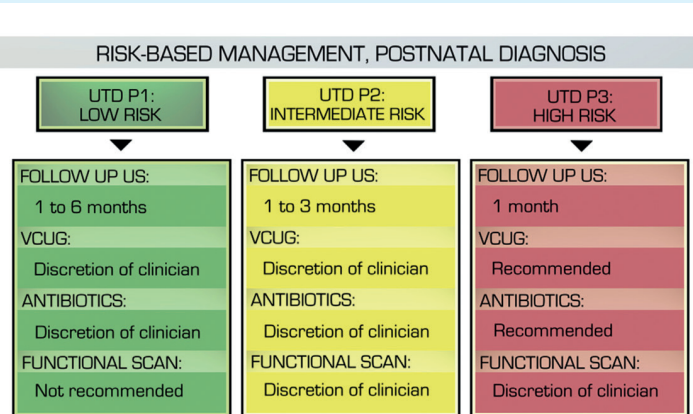 RISK-BASED MANAGEMENT, POSTNATAL DIAGNOSIS
UTD P1:
LOW RISK
FOLLOW UP US:
1 to 6 months
VCUG:
Discretion of clinician
ANTIBIOTICS:
Discretion of clinician
FUNCTIONAL SCAN:
Not recommended
UTD P2:
INTERMEDIATE RISK
FOLLOW UP US:
1 to 3 months
VCUG:
Discretion of clinician
ANTIBIOTICS:
Discretion of clinician
FUNCTIONAL SCAN:
Discretion of clinician
UTD P3:
HIGH RISK
FOLLOW UP US:
1 month
VCUG:
Recommended
ANTIBIOTICS:
Recommended
FUNCTIONAL SCAN:
Discretion of clinician